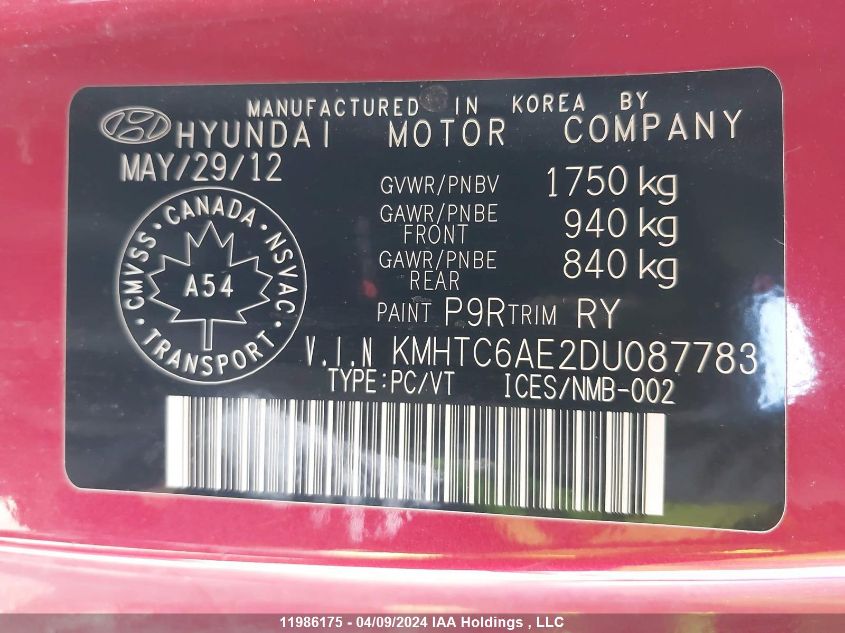 MANUFACTURED IN KOREA BY
HYUNDAI MOTOR COMPANY
MAY/29/12
GVWR/PNBV 1750 kg
GAWR/PNBE FRONT 940 kg
GAWR/PNBE REAR 840 kg
CMVSS · CANADA · NSVAC · TRANSPORT ·
A54
PAINT P9R TRIM RY
V.I.N KMHTC6AE2DU087783
TYPE:PC/VT ICES/NMB-002
11986175 - 04/09/2024 IAA Holdings , LLC